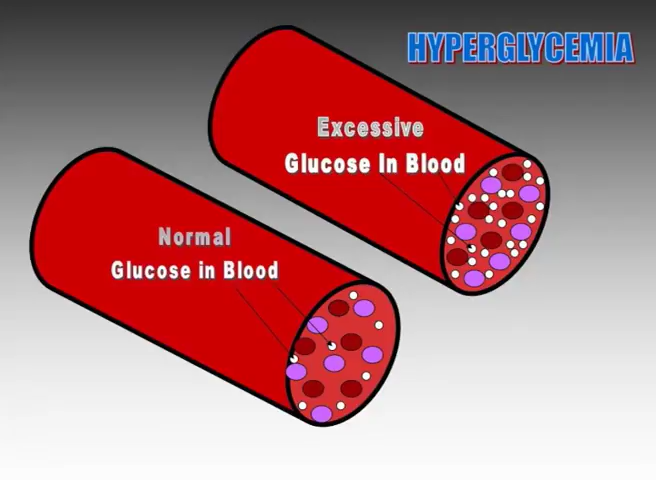 HYPERGLYCEMIA
Excessive
Glucose In Blood
Normal
Glucose in Blood